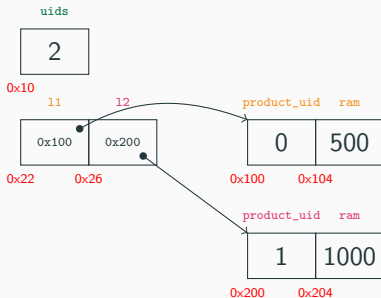 uids
2
0x10
l1 l2
0x100 0x200
0x22 0x26
product_uid ram
0 500
0x100 0x104
product_uid ram
1 1000
0x200 0x204